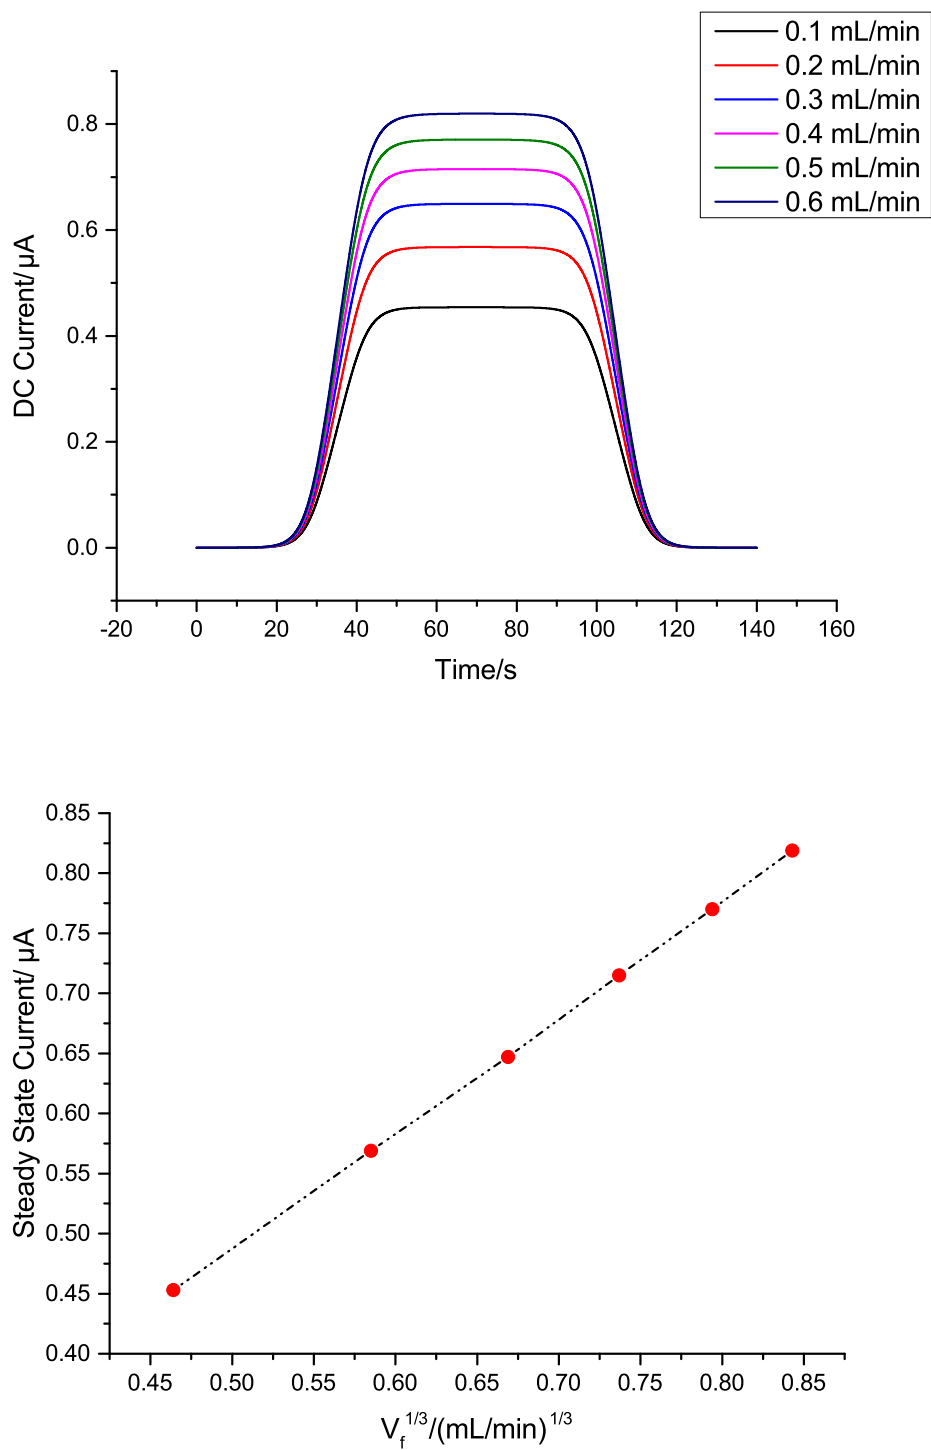 0.1 mL/min
0.2 mL/min
0.3 mL/min
0.4 mL/min
0.5 mL/min
0.6 mL/min
0.8
0.6
0.4
0.2
0.0
DC Current/ µA
-20 0 20 40 60 80 100 120 140 160
Time/s
0.85
0.80
0.75
0.70
0.65
0.60
0.55
0.50
0.45
0.40
Steady State Current/ µA
0.45 0.50 0.55 0.60 0.65 0.70 0.75 0.80 0.85
V_f^1/3/(mL/min)^1/3